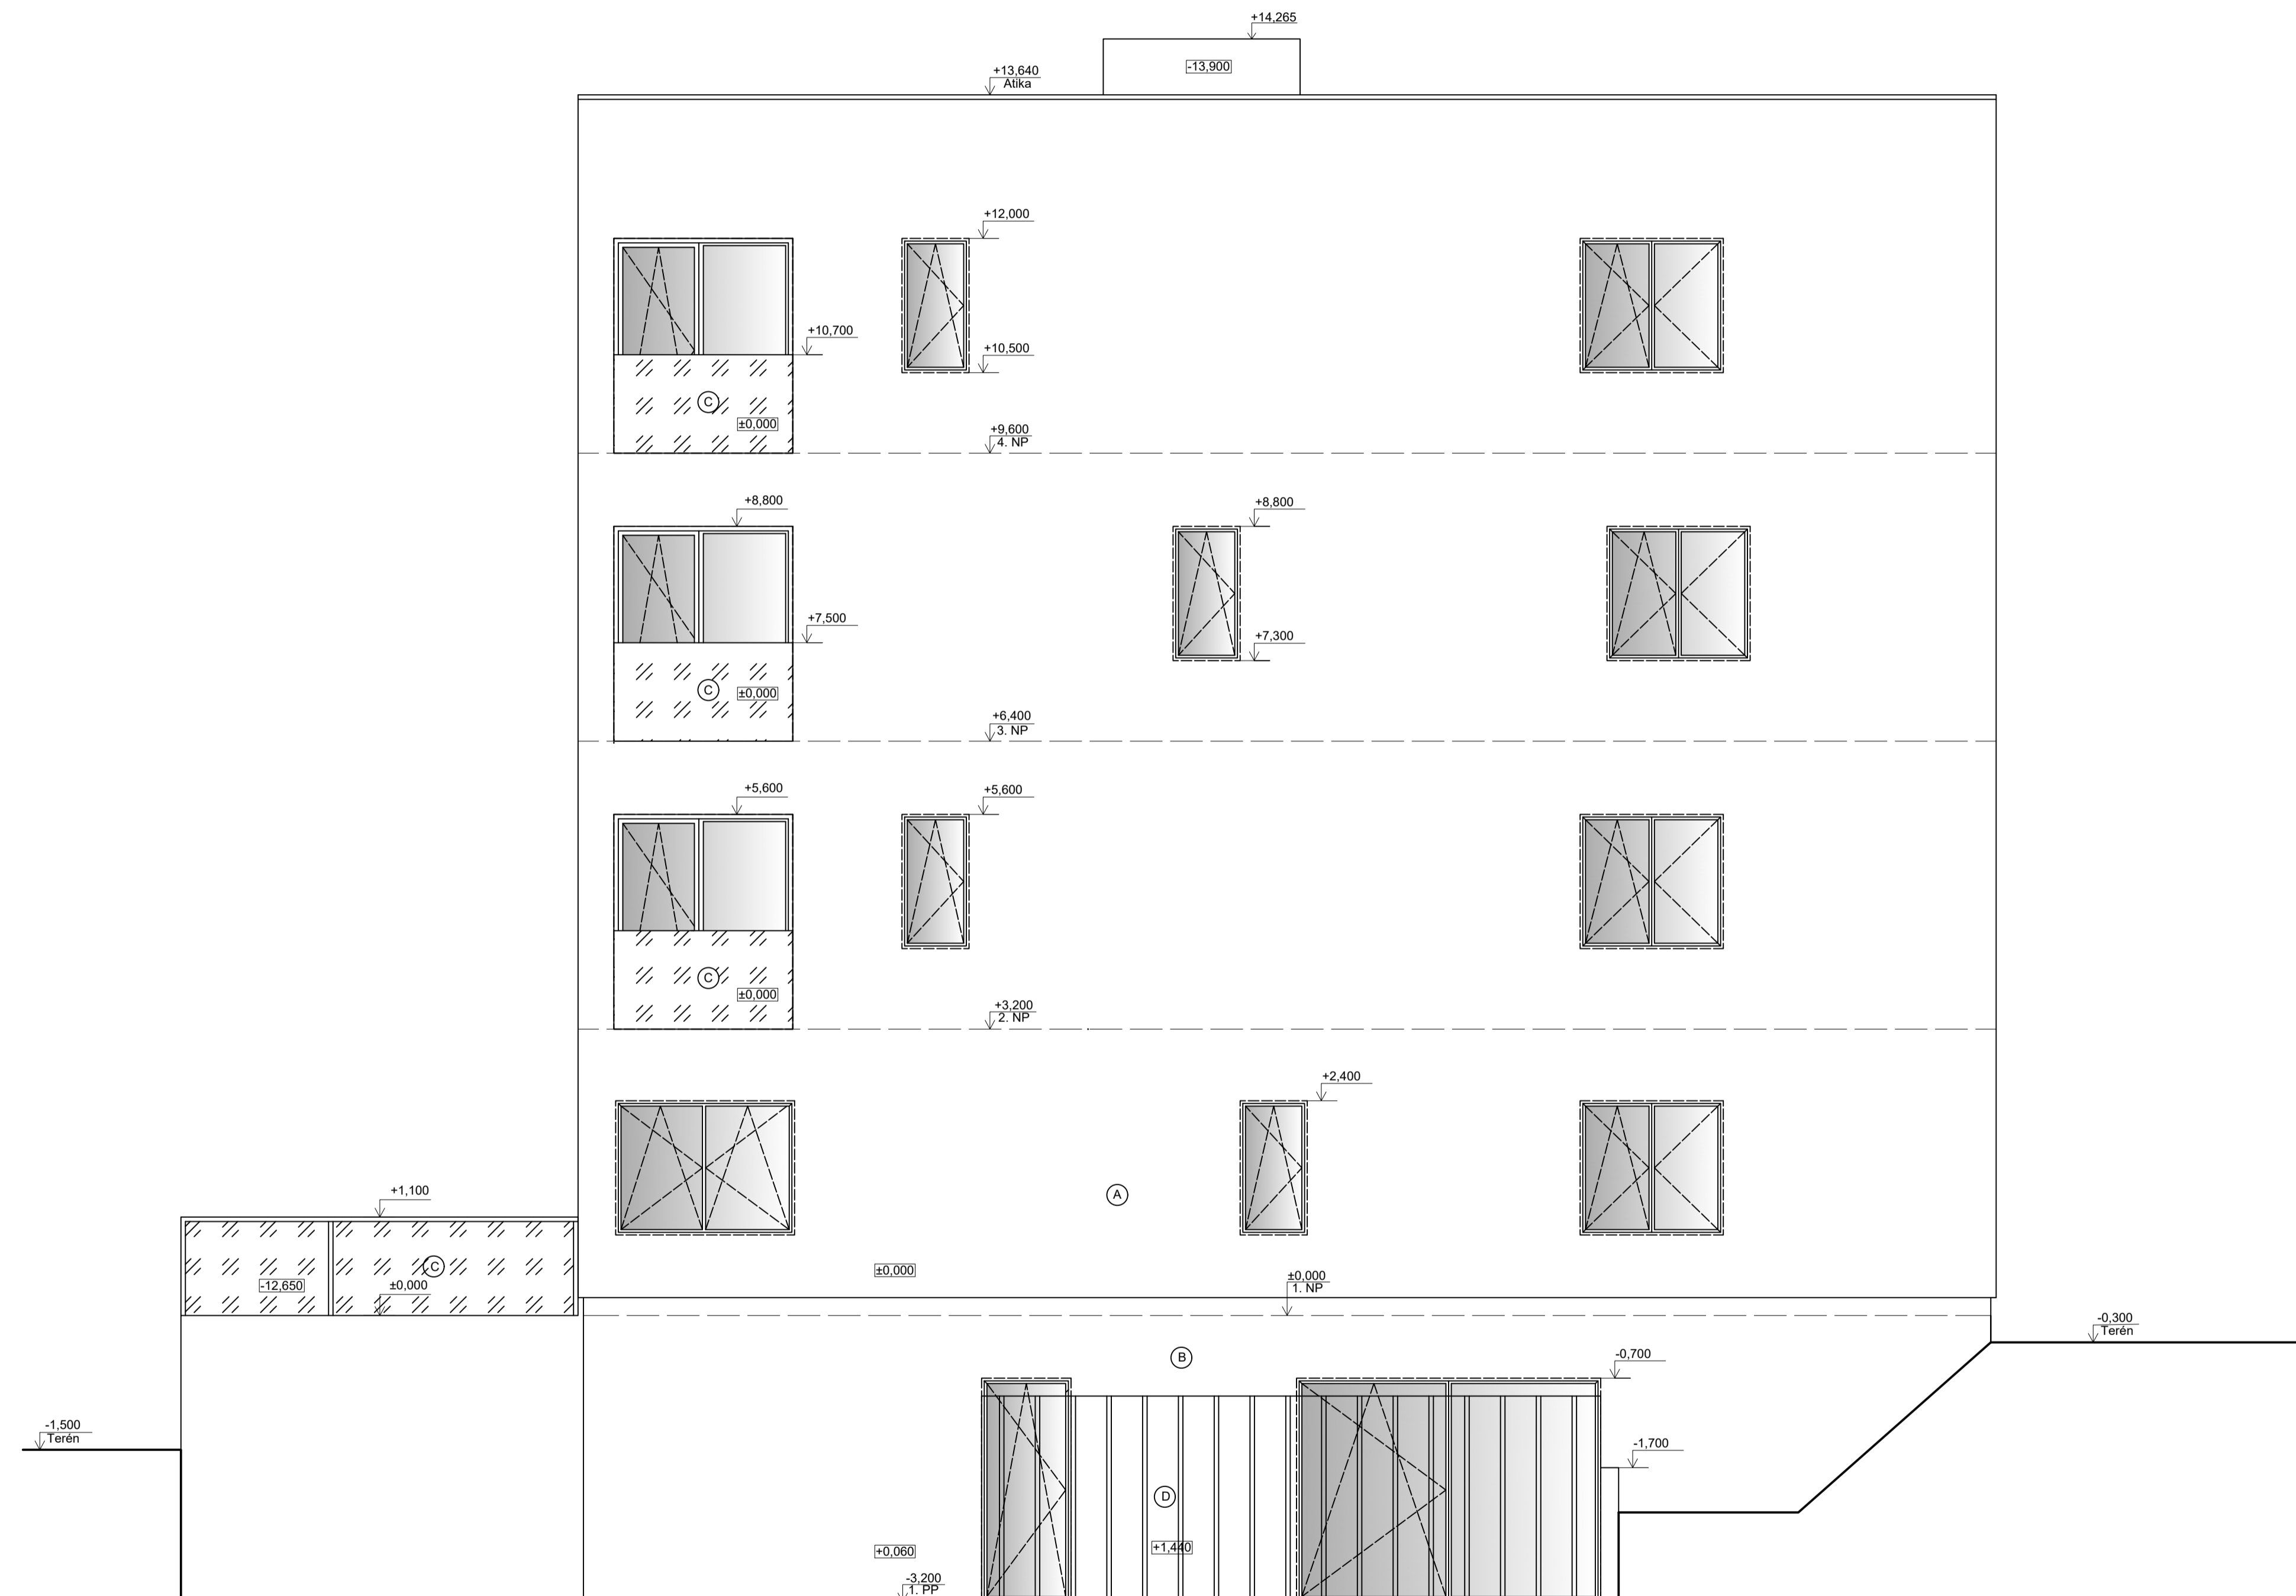 +14,265
-13,900
+13,640
Atika
+12,000
+10,700
+10,500
C
±0,000
+9,600
4. NP
+8,800
+8,800
+7,500
+7,300
C
±0,000
+6,400
3. NP
+5,600
+5,600
C
±0,000
+3,200
2. NP
+2,400
+1,100
A
C
-12,650
±0,000
±0,000
±0,000
1. NP
-0,300
Terén
B
-0,700
-1,500
Terén
-1,700
D
+0,060
+1,440
-3,200
1. PP